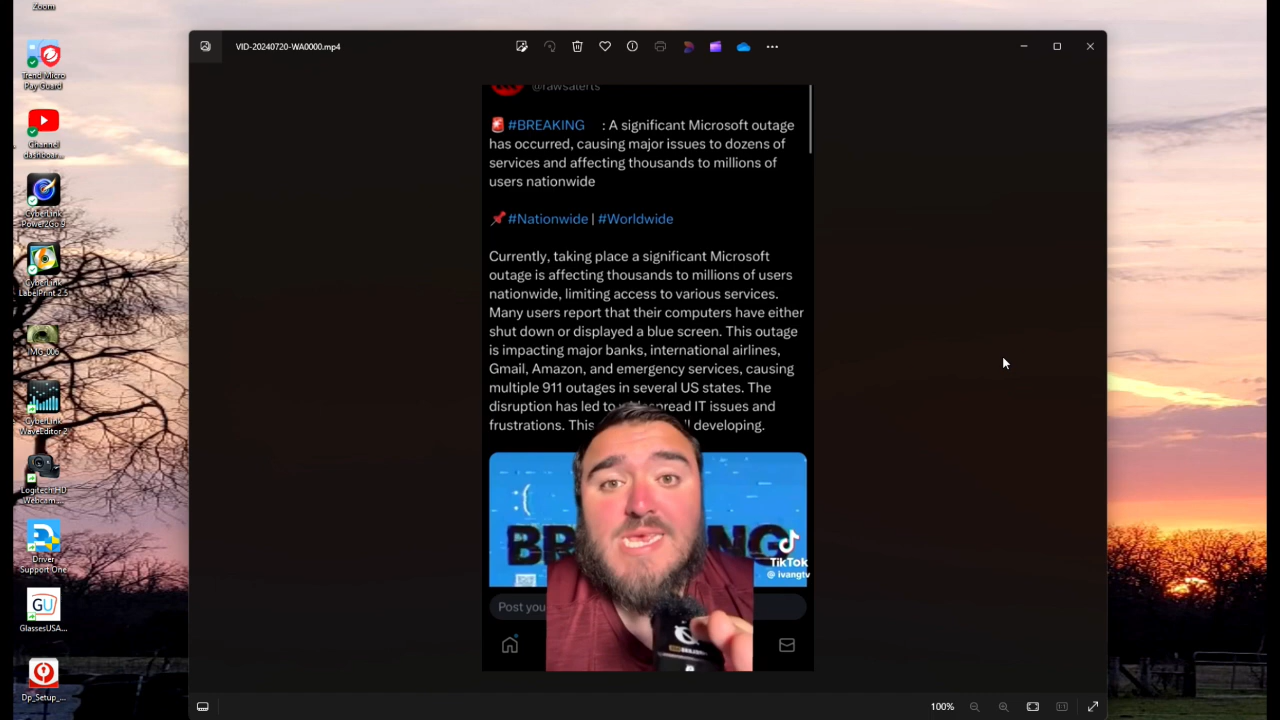 Zoom
Trend Micro
Pay Guard
Channel
dashboar...
CyberLink
Power2Go 9
CyberLink
LabelPrint 2.5
IMG-006
CyberLink
WaveEditor 2
Logitech HD
Webcam...
Driver
Support One
GU
GlassesUSA...
Dp_Setup_...
VID-20240720-WA0000.mp4
@rawsalerts
#BREAKING : A significant Microsoft outage
has occurred, causing major issues to dozens of
services and affecting thousands to millions of
users nationwide
#Nationwide | #Worldwide
Currently, taking place a significant Microsoft
outage is affecting thousands to millions of users
nationwide, limiting access to various services.
Many users report that their computers have either
shut down or displayed a blue screen. This outage
is impacting major banks, international airlines,
Gmail, Amazon, and emergency services, causing
multiple 911 outages in several US states. The
disruption has led to spread IT issues and
frustrations. This developing.
:(
BR NG
TikTok
@ivangtv
Post you
100%